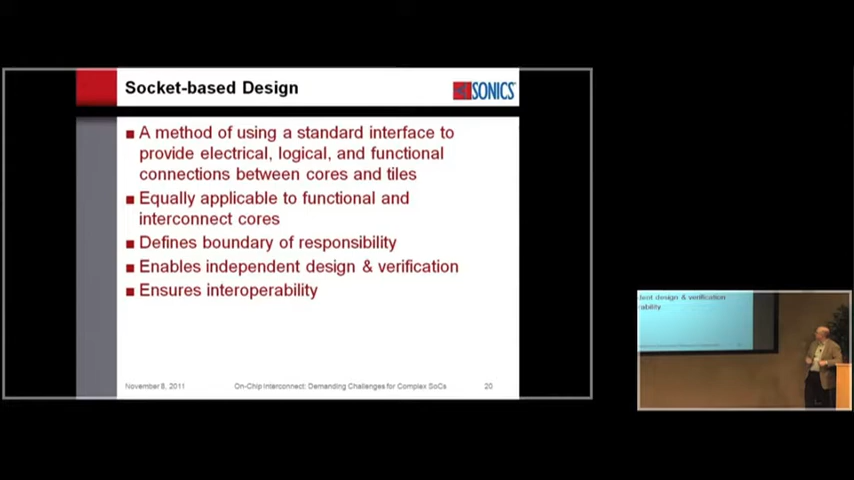 Socket-based Design
SONICS
A method of using a standard interface to
provide electrical, logical, and functional
connections between cores and tiles
Equally applicable to functional and
interconnect cores
Defines boundary of responsibility
Enables independent design & verification
Ensures interoperability
November 8, 2011
On-Chip Interconnect: Demanding Challenges for Complex SoCs
20
design & verification